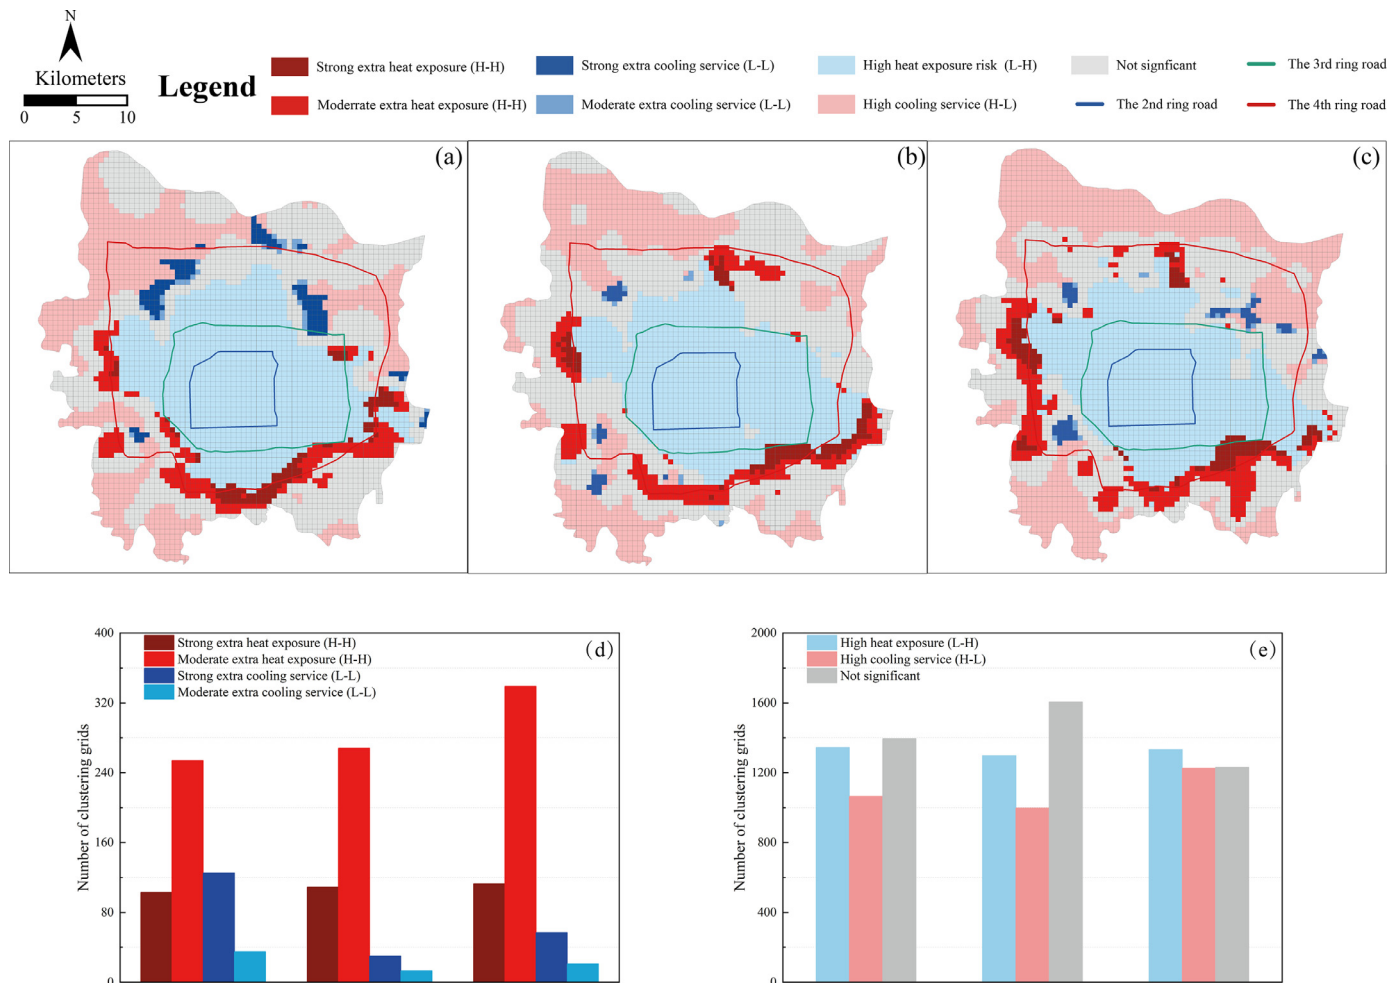 N
Kilometers
0 5 10
Legend
Strong extra heat exposure (H-H)
Strong extra cooling service (L-L)
High heat exposure risk (L-H)
Not signficant
The 3rd ring road
Moderrate extra heat exposure (H-H)
Moderate extra cooling service (L-L)
High cooling service (H-L)
The 2nd ring road
The 4th ring road
(a)
(b)
(c)
(d)
Number of clustering grids
400
320
240
160
80
0
Strong extra heat exposure (H-H)
Moderate extra heat exposure (H-H)
Strong extra cooling service (L-L)
Moderate extra cooling service (L-L)
(e)
Number of clustering grids
2000
1600
1200
800
400
0
High heat exposure (L-H)
High cooling service (H-L)
Not significant